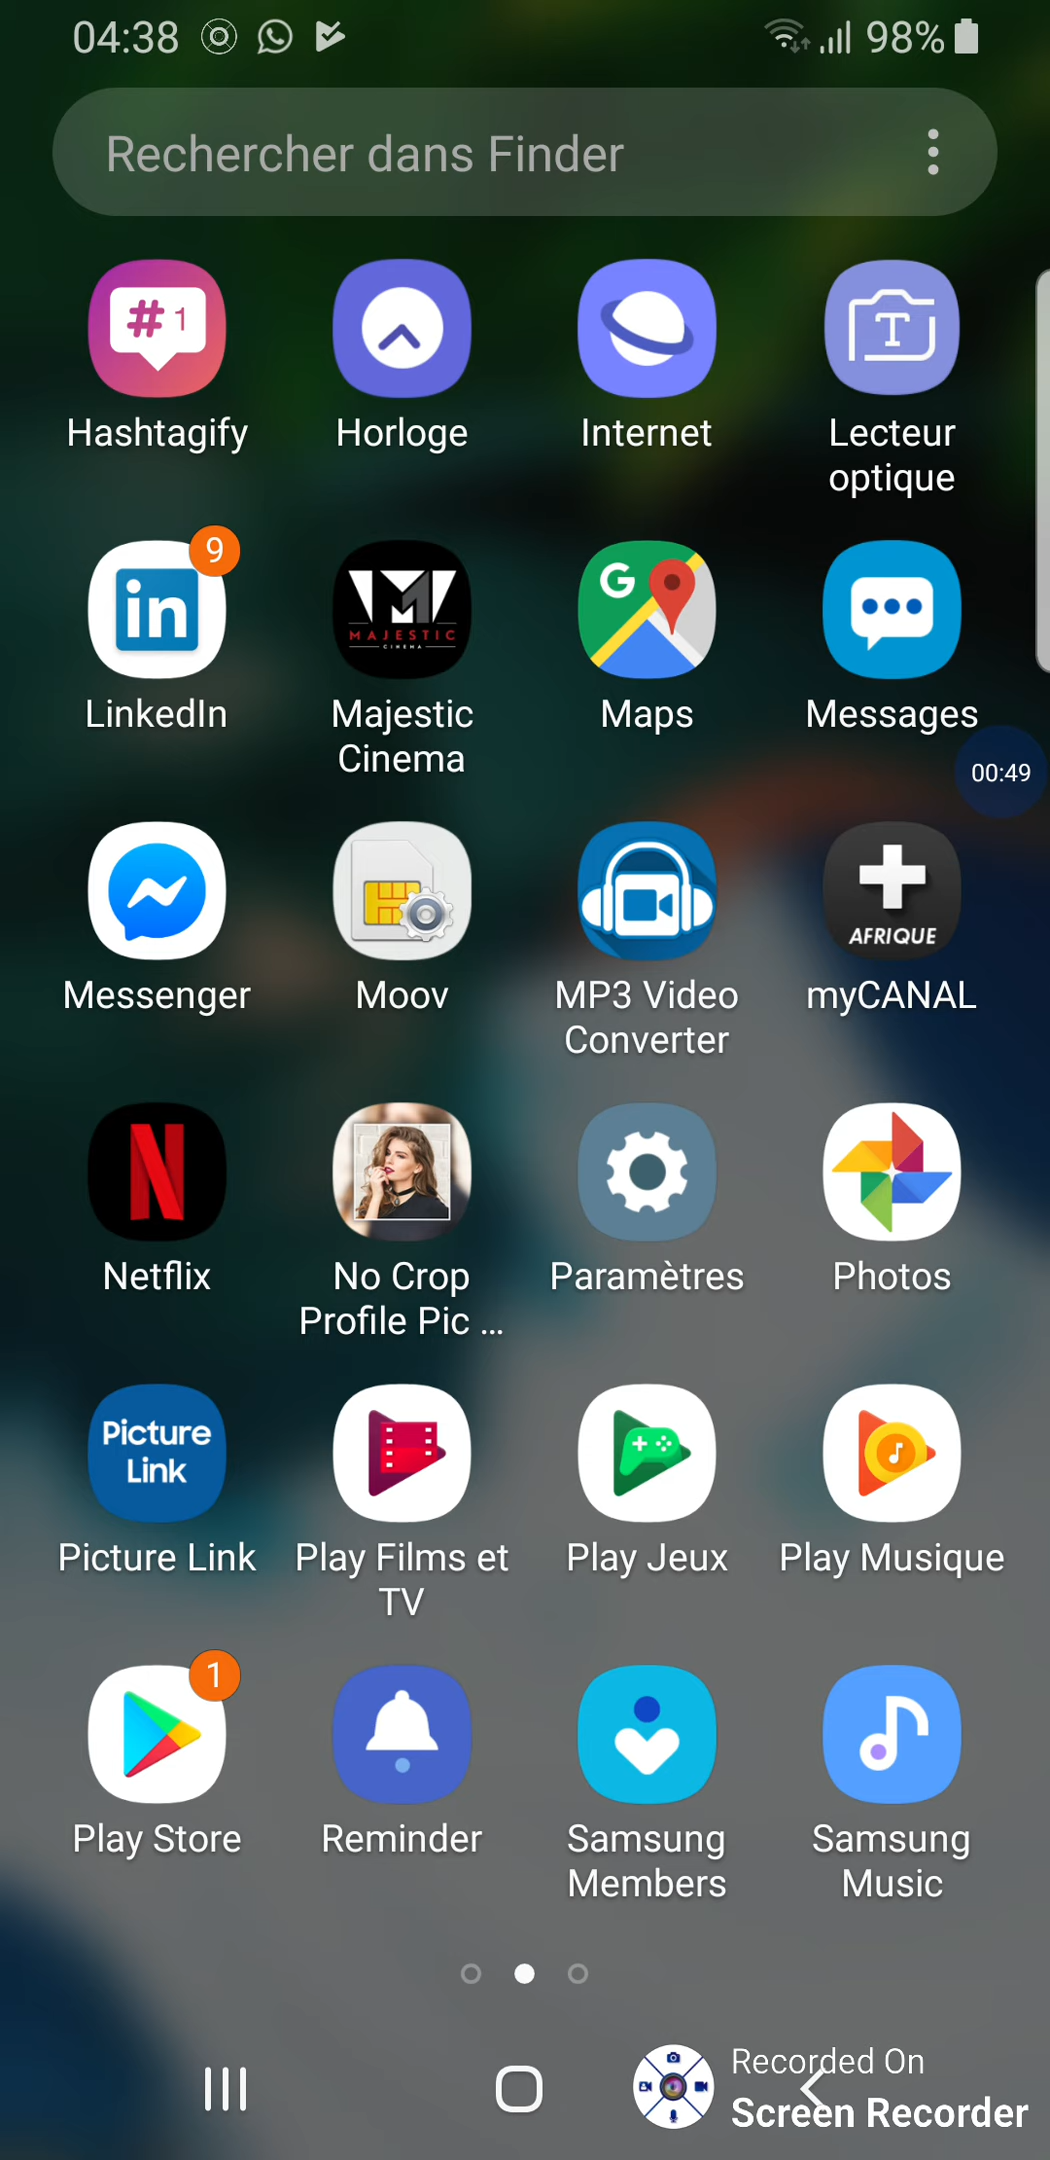 04:38
98%
Rechercher dans Finder
# 1
T
Hashtagify
Horloge
Internet
Lecteur
optique
9
in
MAJESTIC
CINEMA
G
LinkedIn
Majestic
Cinema
Maps
Messages
00:49
AFRIQUE
Messenger
Moov
MP3 Video
Converter
myCANAL
N
Netflix
No Crop
Profile Pic ...
Paramètres
Photos
Picture
Link
Picture Link
Play Films et
TV
Play Jeux
Play Musique
1
Play Store
Reminder
Samsung
Members
Samsung
Music
Recorded On
Screen Recorder